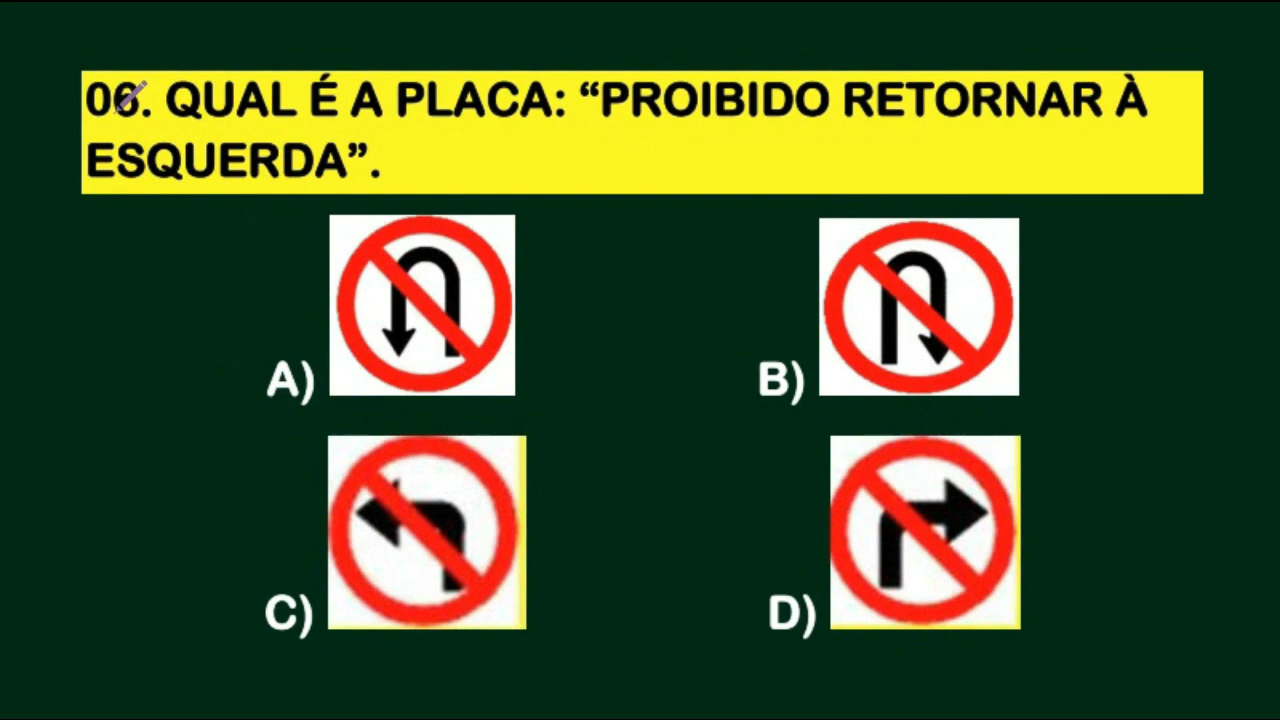 06. QUAL É A PLACA: “PROIBIDO RETORNAR À
ESQUERDA”.
A)
B)
C)
D)